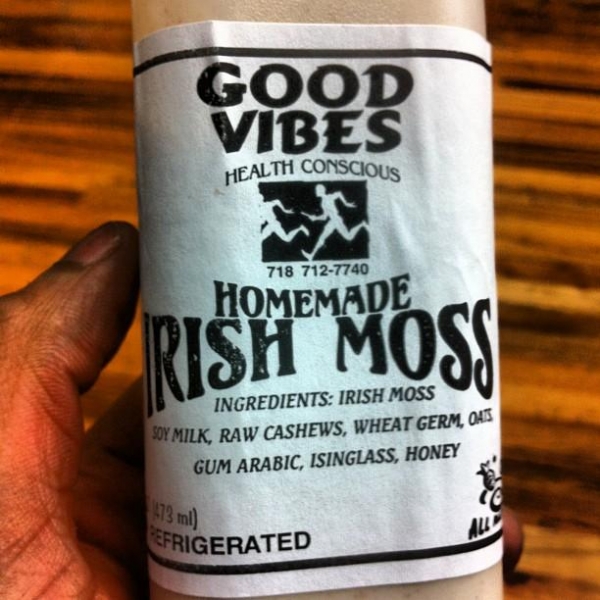 GOOD
VIBES
HEALTH CONSCIOUS
718 712-7740
HOMEMADE
IRISH MOSS
INGREDIENTS: IRISH MOSS
SOY MILK, RAW CASHEWS, WHEAT GERM, OATS,
GUM ARABIC, ISINGLASS, HONEY
(473 ml)
REFRIGERATED
ALL